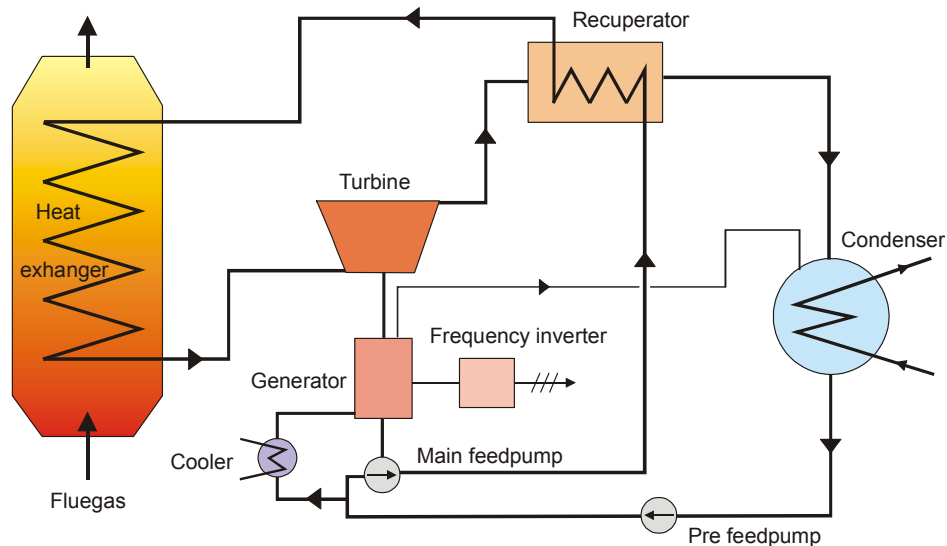 Recuperator
Turbine
Heat
exhanger
Condenser
Frequency inverter
Generator
Cooler
Main feedpump
Fluegas
Pre feedpump